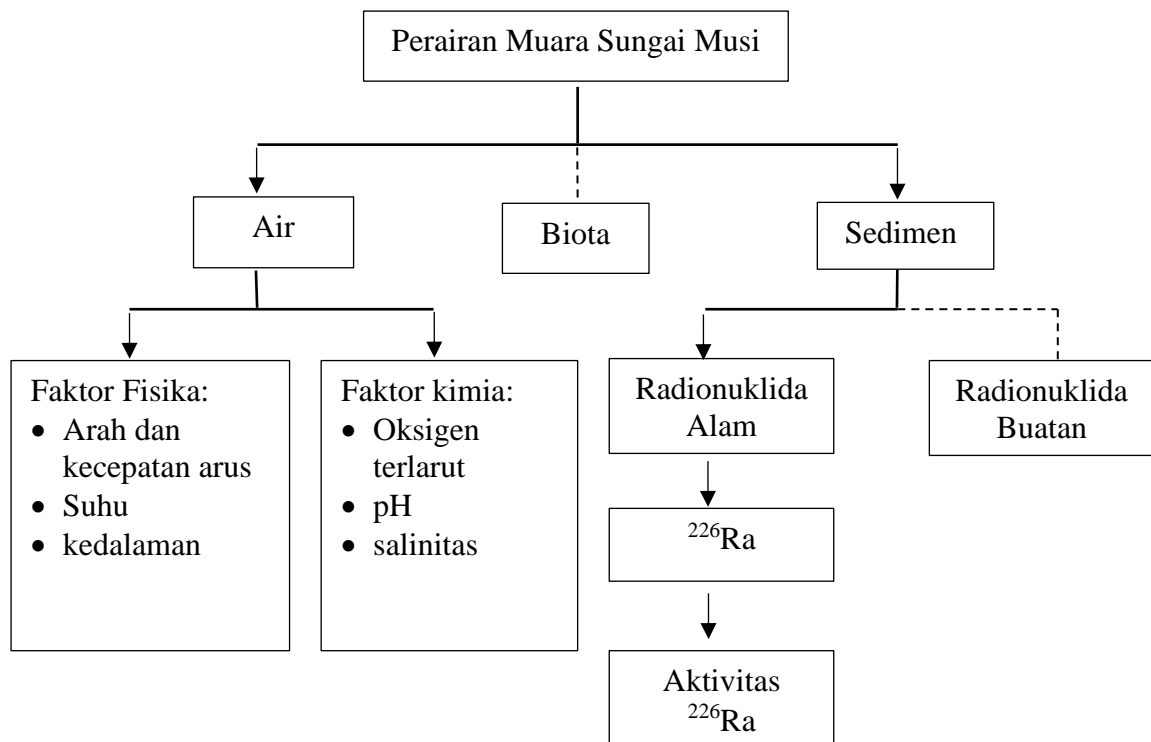 Perairan Muara Sungai Musi
Air
Biota
Sedimen
Faktor Fisika:
• Arah dan
kecepatan arus
• Suhu
• kedalaman
Faktor kimia:
• Oksigen
terlarut
• pH
• salinitas
Radionuklida
Alam
Radionuklida
Buatan
²²⁶Ra
Aktivitas
²²⁶Ra